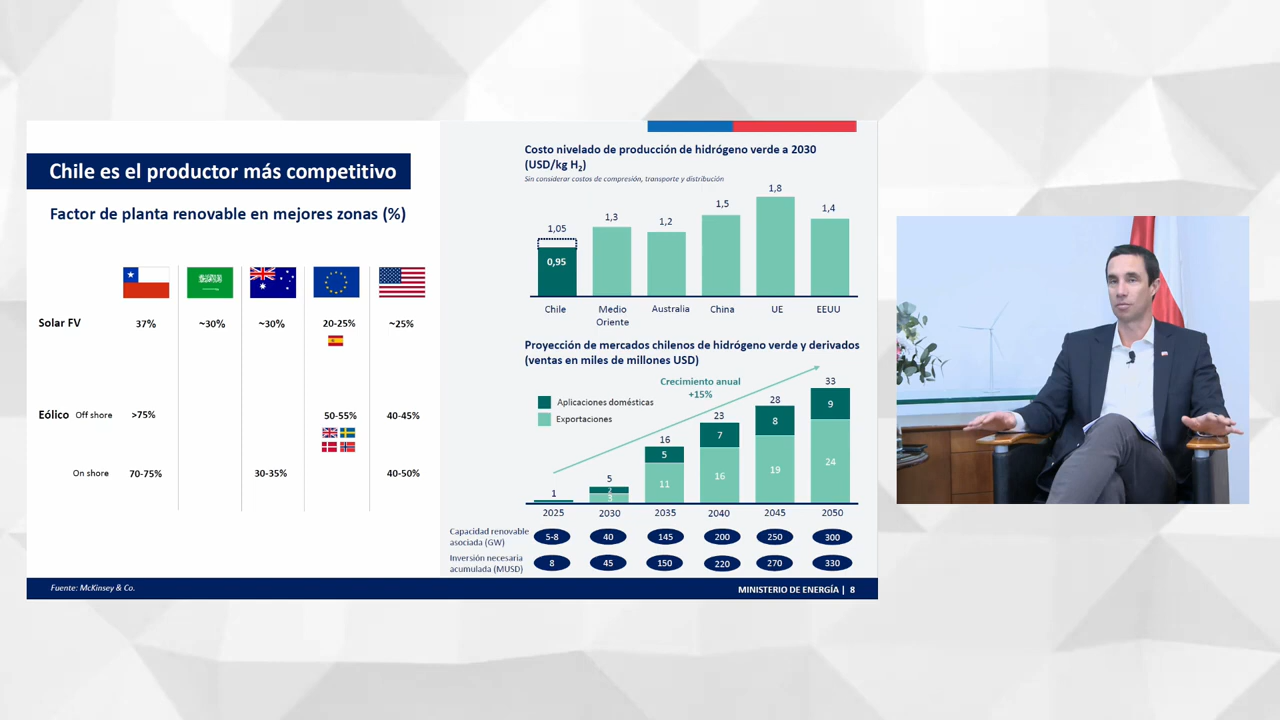 Chile es el productor más competitivo
Factor de planta renovable en mejores zonas (%)
Solar FV
37%
~30%
~30%
20-25%
~25%
Eólico
Off shore
>75%
50-55%
40-45%
On shore
70-75%
30-35%
40-50%
Costo nivelado de producción de hidrógeno verde a 2030
(USD/kg H₂)
Sin considerar costos de compresión, transporte y distribución
1,05
0,95
1,3
1,2
1,5
1,8
1,4
Chile
Medio
Oriente
Australia
China
UE
EEUU
Proyección de mercados chilenos de hidrógeno verde y derivados
(ventas en miles de millones USD)
Crecimiento anual
+15%
Aplicaciones domésticas
Exportaciones
1
5
2
3
16
5
11
23
7
16
28
8
19
33
9
24
2025
2030
2035
2040
2045
2050
Capacidad renovable
asociada (GW)
5-8
40
145
200
250
300
Inversión necesaria
acumulada (MUSD)
8
45
150
220
270
330
Fuente: McKinsey & Co.
MINISTERIO DE ENERGÍA | 8